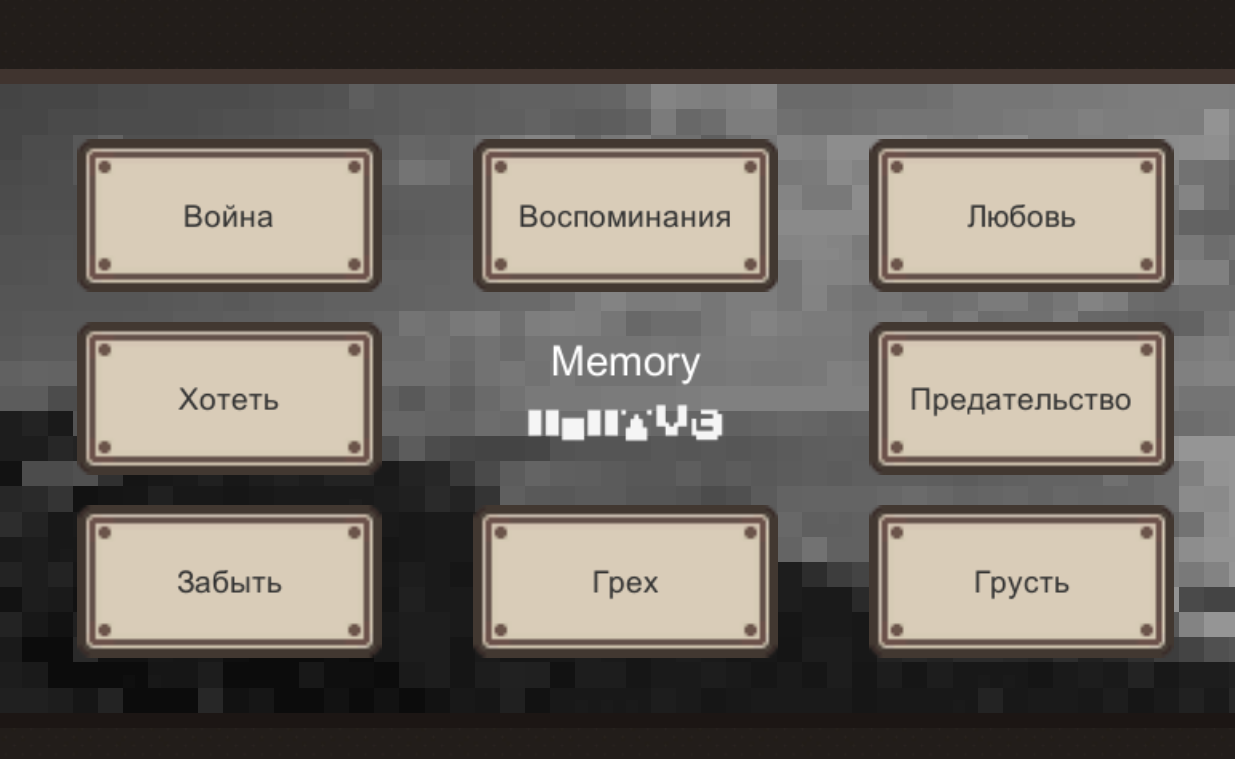 Война
Воспоминания
Любовь
Хотеть
Memory
Предательство
Забыть
Грех
Грусть